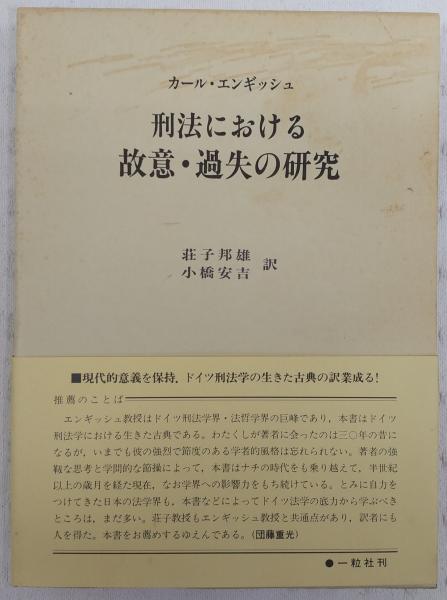 カール・エンギッシュ
刑法における
故意・過失の研究
荘子邦雄
小橋安吉 訳
■現代的意義を保持，ドイツ刑法学の生きた古典の訳業成る！
推薦のことば
エンギッシュ教授はドイツ刑法学界・法哲学界の巨峰であり，本書はドイツ
刑法学における生きた古典である。わたくしが著者に会ったのは三〇年の昔に
なるが，いまでも彼の強烈で節度のある学者的風格は忘れられない。著者の強
靱な思考と学問的な節操によって，本書はナチの時代をも乗り越えて，半世紀
以上の歳月を経た現在，なお学界への影響力をもち続けている。とみに自力を
つけてきた日本の法学界も，本書などによってドイツ法学の底力から学ぶべき
ところは，まだ多い。荘子教授もエンギッシュ教授と共通点があり，訳者にも
人を得た。本書をお薦めするゆえんである。(団藤重光)
●一粒社刊